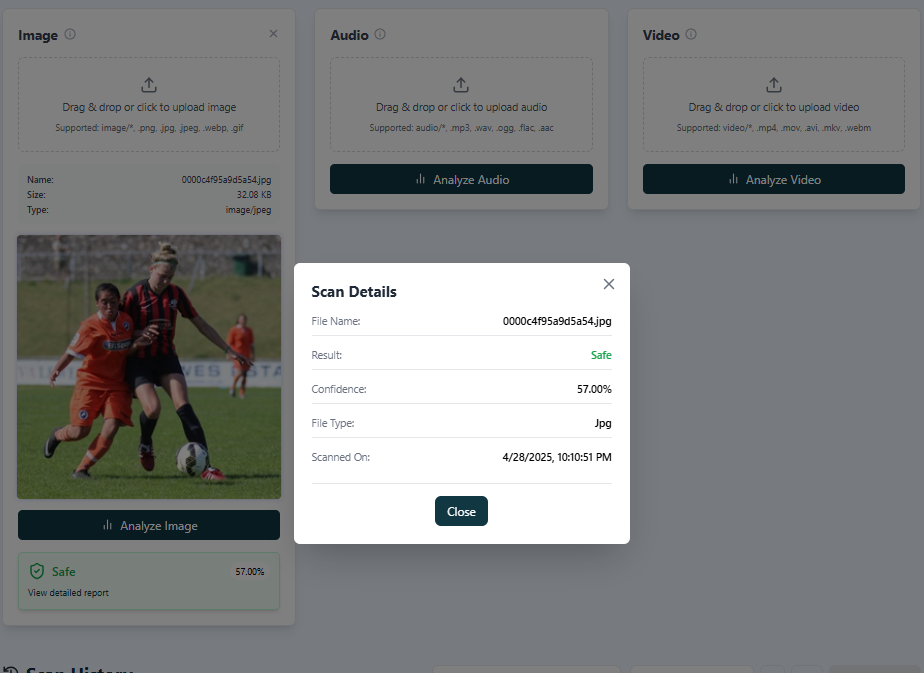 Image
Drag & drop or click to upload image
Supported: image/*, .png, .jpg, .jpeg, .webp, .gif
Name: 0000c4f95a9d5a54.jpg
Size: 32.08 KB
Type: image/jpeg
WES ESTA
Analyze Image
Safe 57.00%
View detailed report
Audio
Drag & drop or click to upload audio
Supported: audio/*, .mp3, .wav, .ogg, .flac, .aac
Analyze Audio
Video
Drag & drop or click to upload video
Supported: video/*, .mp4, .mov, .avi, .mkv, .webm
Analyze Video
Scan Details
File Name: 0000c4f95a9d5a54.jpg
Result: Safe
Confidence: 57.00%
File Type: Jpg
Scanned On: 4/28/2025, 10:10:51 PM
Close
Scan History